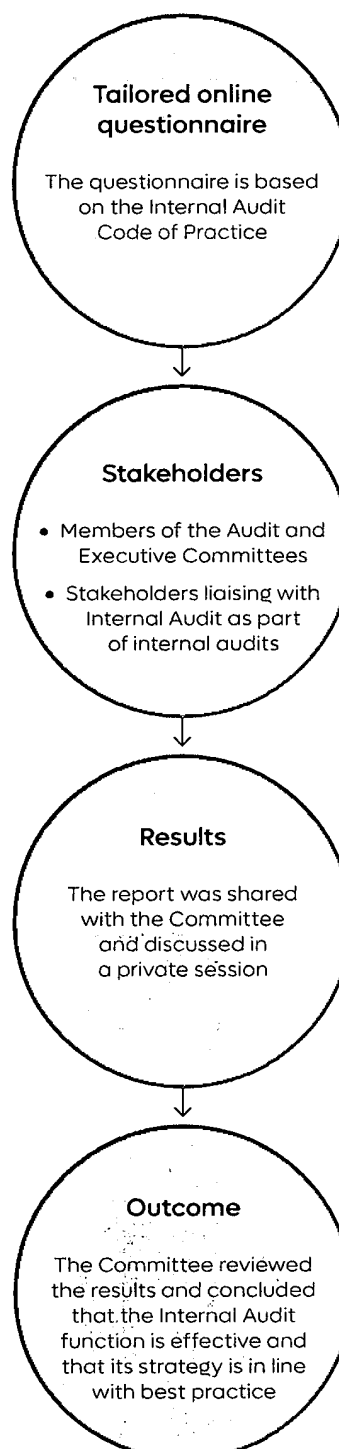 Tailored online
questionnaire
The questionnaire is based
on the Internal Audit
Code of Practice
Stakeholders
• Members of the Audit and
Executive Committees
• Stakeholders liaising with
Internal Audit as part
of internal audits
Results
The report was shared
with the Committee
and discussed in
a private session
Outcome
The Committee reviewed
the results and concluded
that the Internal Audit
function is effective and
that its strategy is in line
with best practice